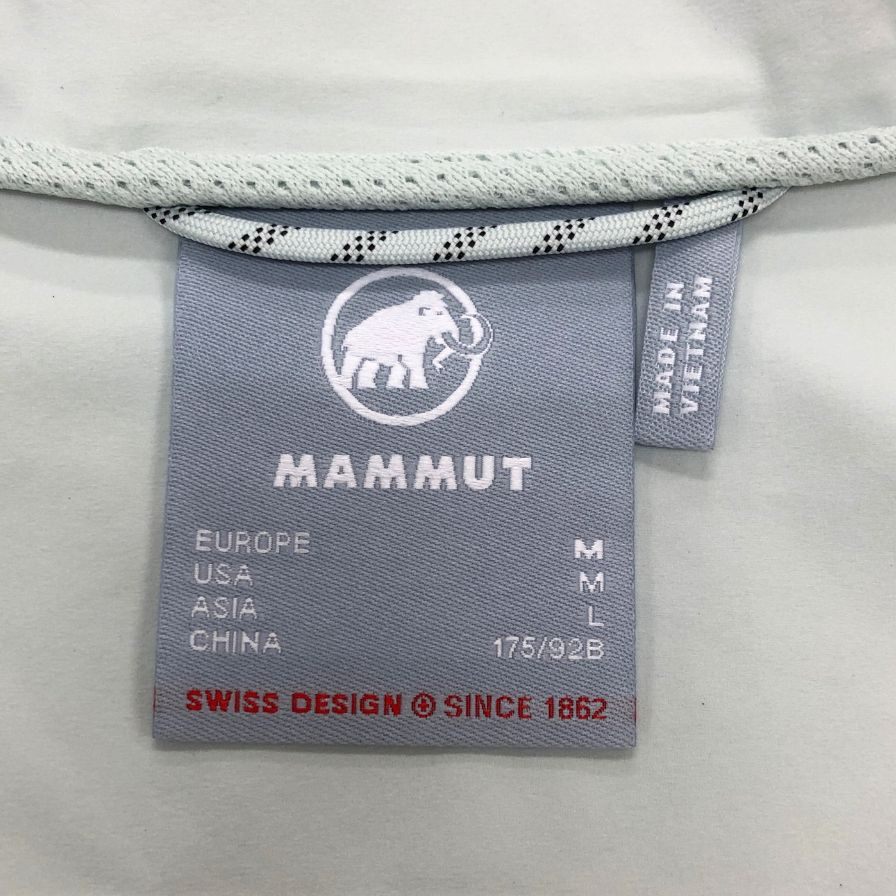 MAMMUT
EUROPE M
USA M
ASIA L
CHINA 175/92B
SWISS DESIGN SINCE 1862
MADE IN
VIETNAM